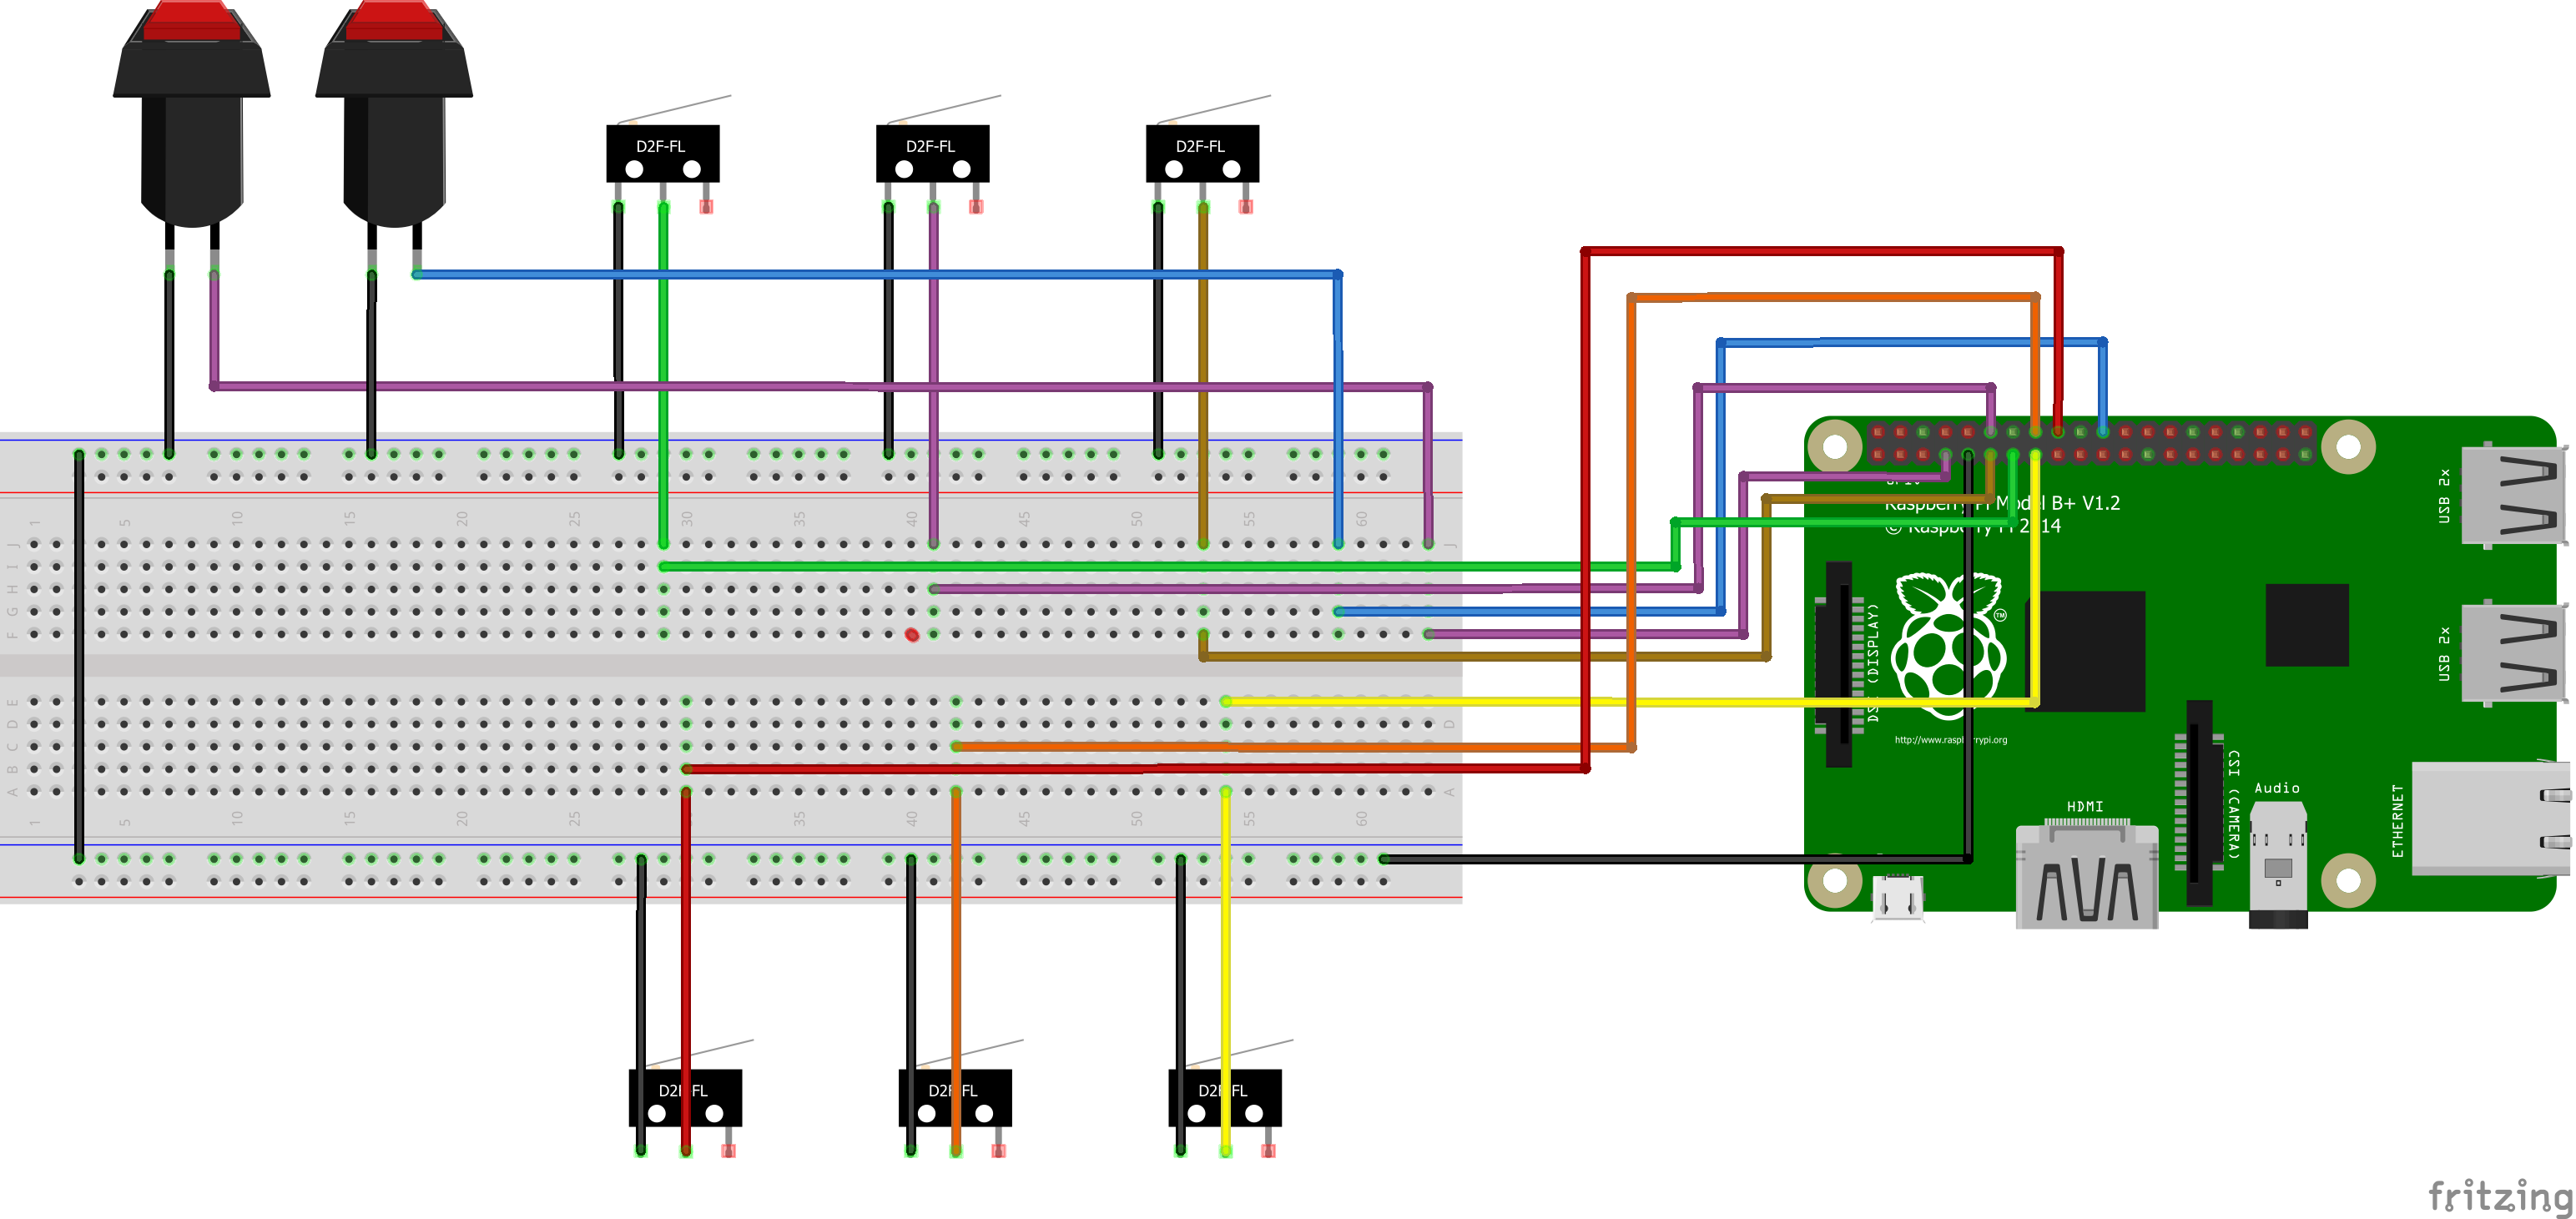 D2F-FL
D2F-FL
D2F-FL
1 5 10 15 20 25 30 35 40 45 50 55 60
J J
I
H
G
F
E
D D
C
B
A A
1 5 10 15 20 25 35 40 45 50 55 60
Raspberry Pi Model B+ V1.2
© Raspberry Pi 2014
USB 2x
USB 2x
DSI (DISPLAY)
TM
http://www.raspberrypi.org
CSI (CAMERA)
HDMI
Audio
ETHERNET
D2F-FL
D2F-FL
D2F-FL
fritzing